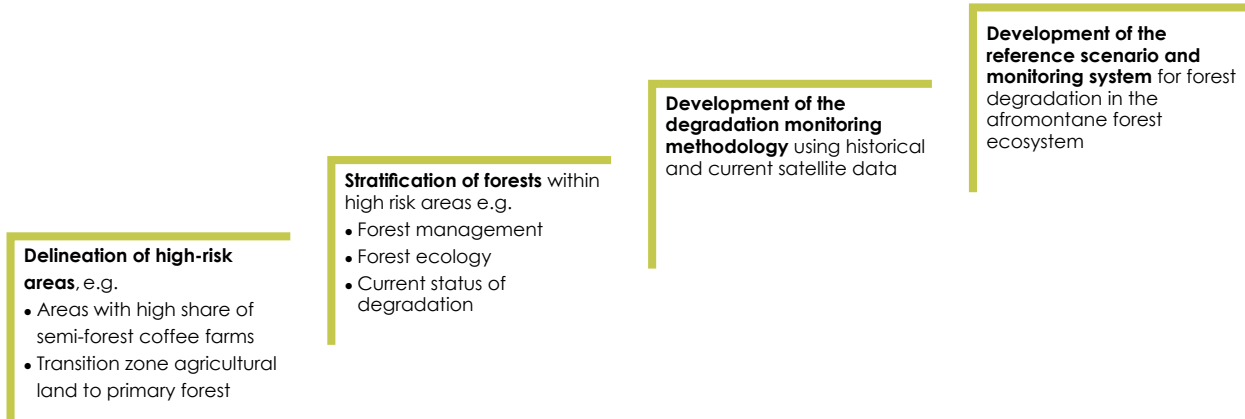 Delineation of high-risk
areas, e.g.
• Areas with high share of
semi-forest coffee farms
• Transition zone agricultural
land to primary forest
Stratification of forests within
high risk areas e.g.
• Forest management
• Forest ecology
• Current status of
degradation
Development of the
degradation monitoring
methodology using historical
and current satellite data
Development of the
reference scenario and
monitoring system for forest
degradation in the
afromontane forest
ecosystem